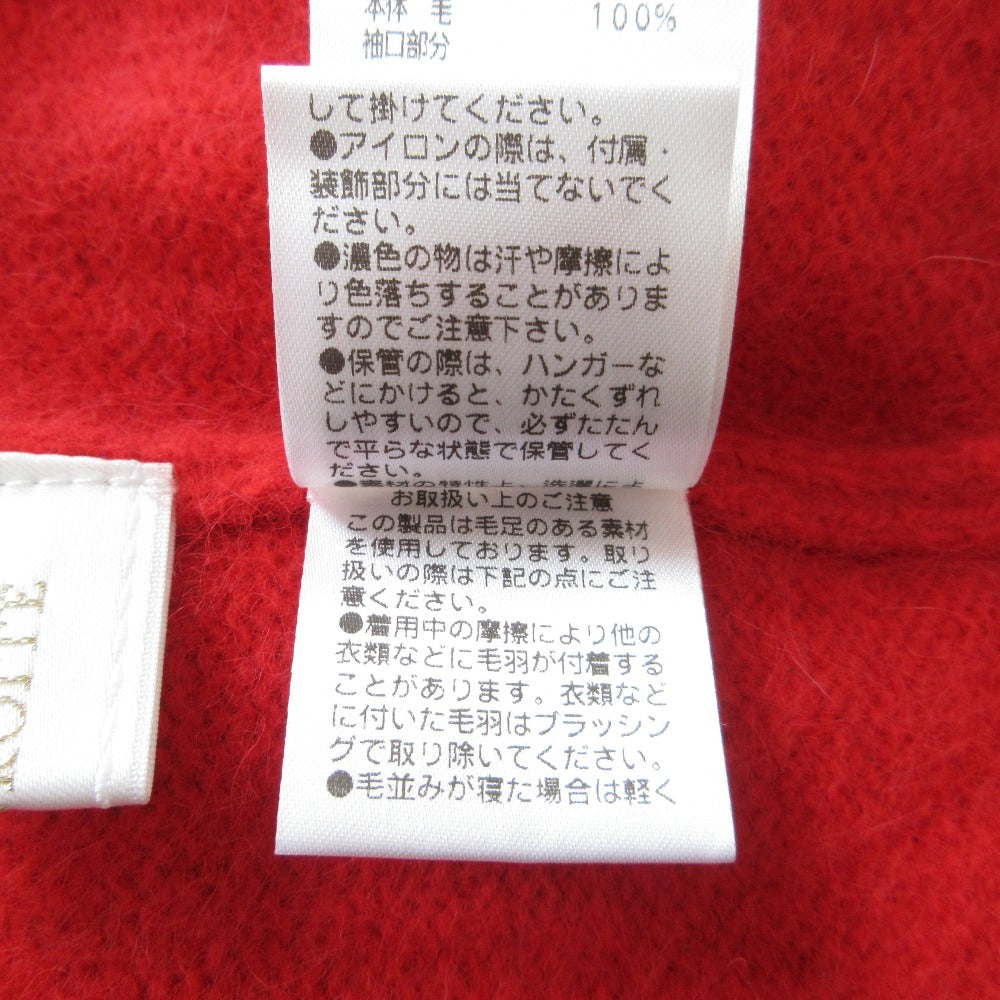 本体 毛 100%
袖口部分
して掛けてください。
●アイロンの際は、付属・
装飾部分には当てないでく
ださい。
●濃色の物は汗や摩擦によ
り色落ちすることがありま
すのでご注意下さい。
●保管の際は、ハンガーな
どにかけると、かたくずれ
しやすいので、必ずたたん
で平らな状態で保管してく
ださい。
●素材の特性上、洗濯によ
お取扱い上のご注意
この製品は毛足のある素材
を使用しております。取り
扱いの際は下記の点にご注
意ください。
●着用中の摩擦により他の
衣類などに毛羽が付着する
ことがあります。衣類など
に付いた毛羽はブラッシン
グで取り除いてください。
●毛並みが寝た場合は軽く